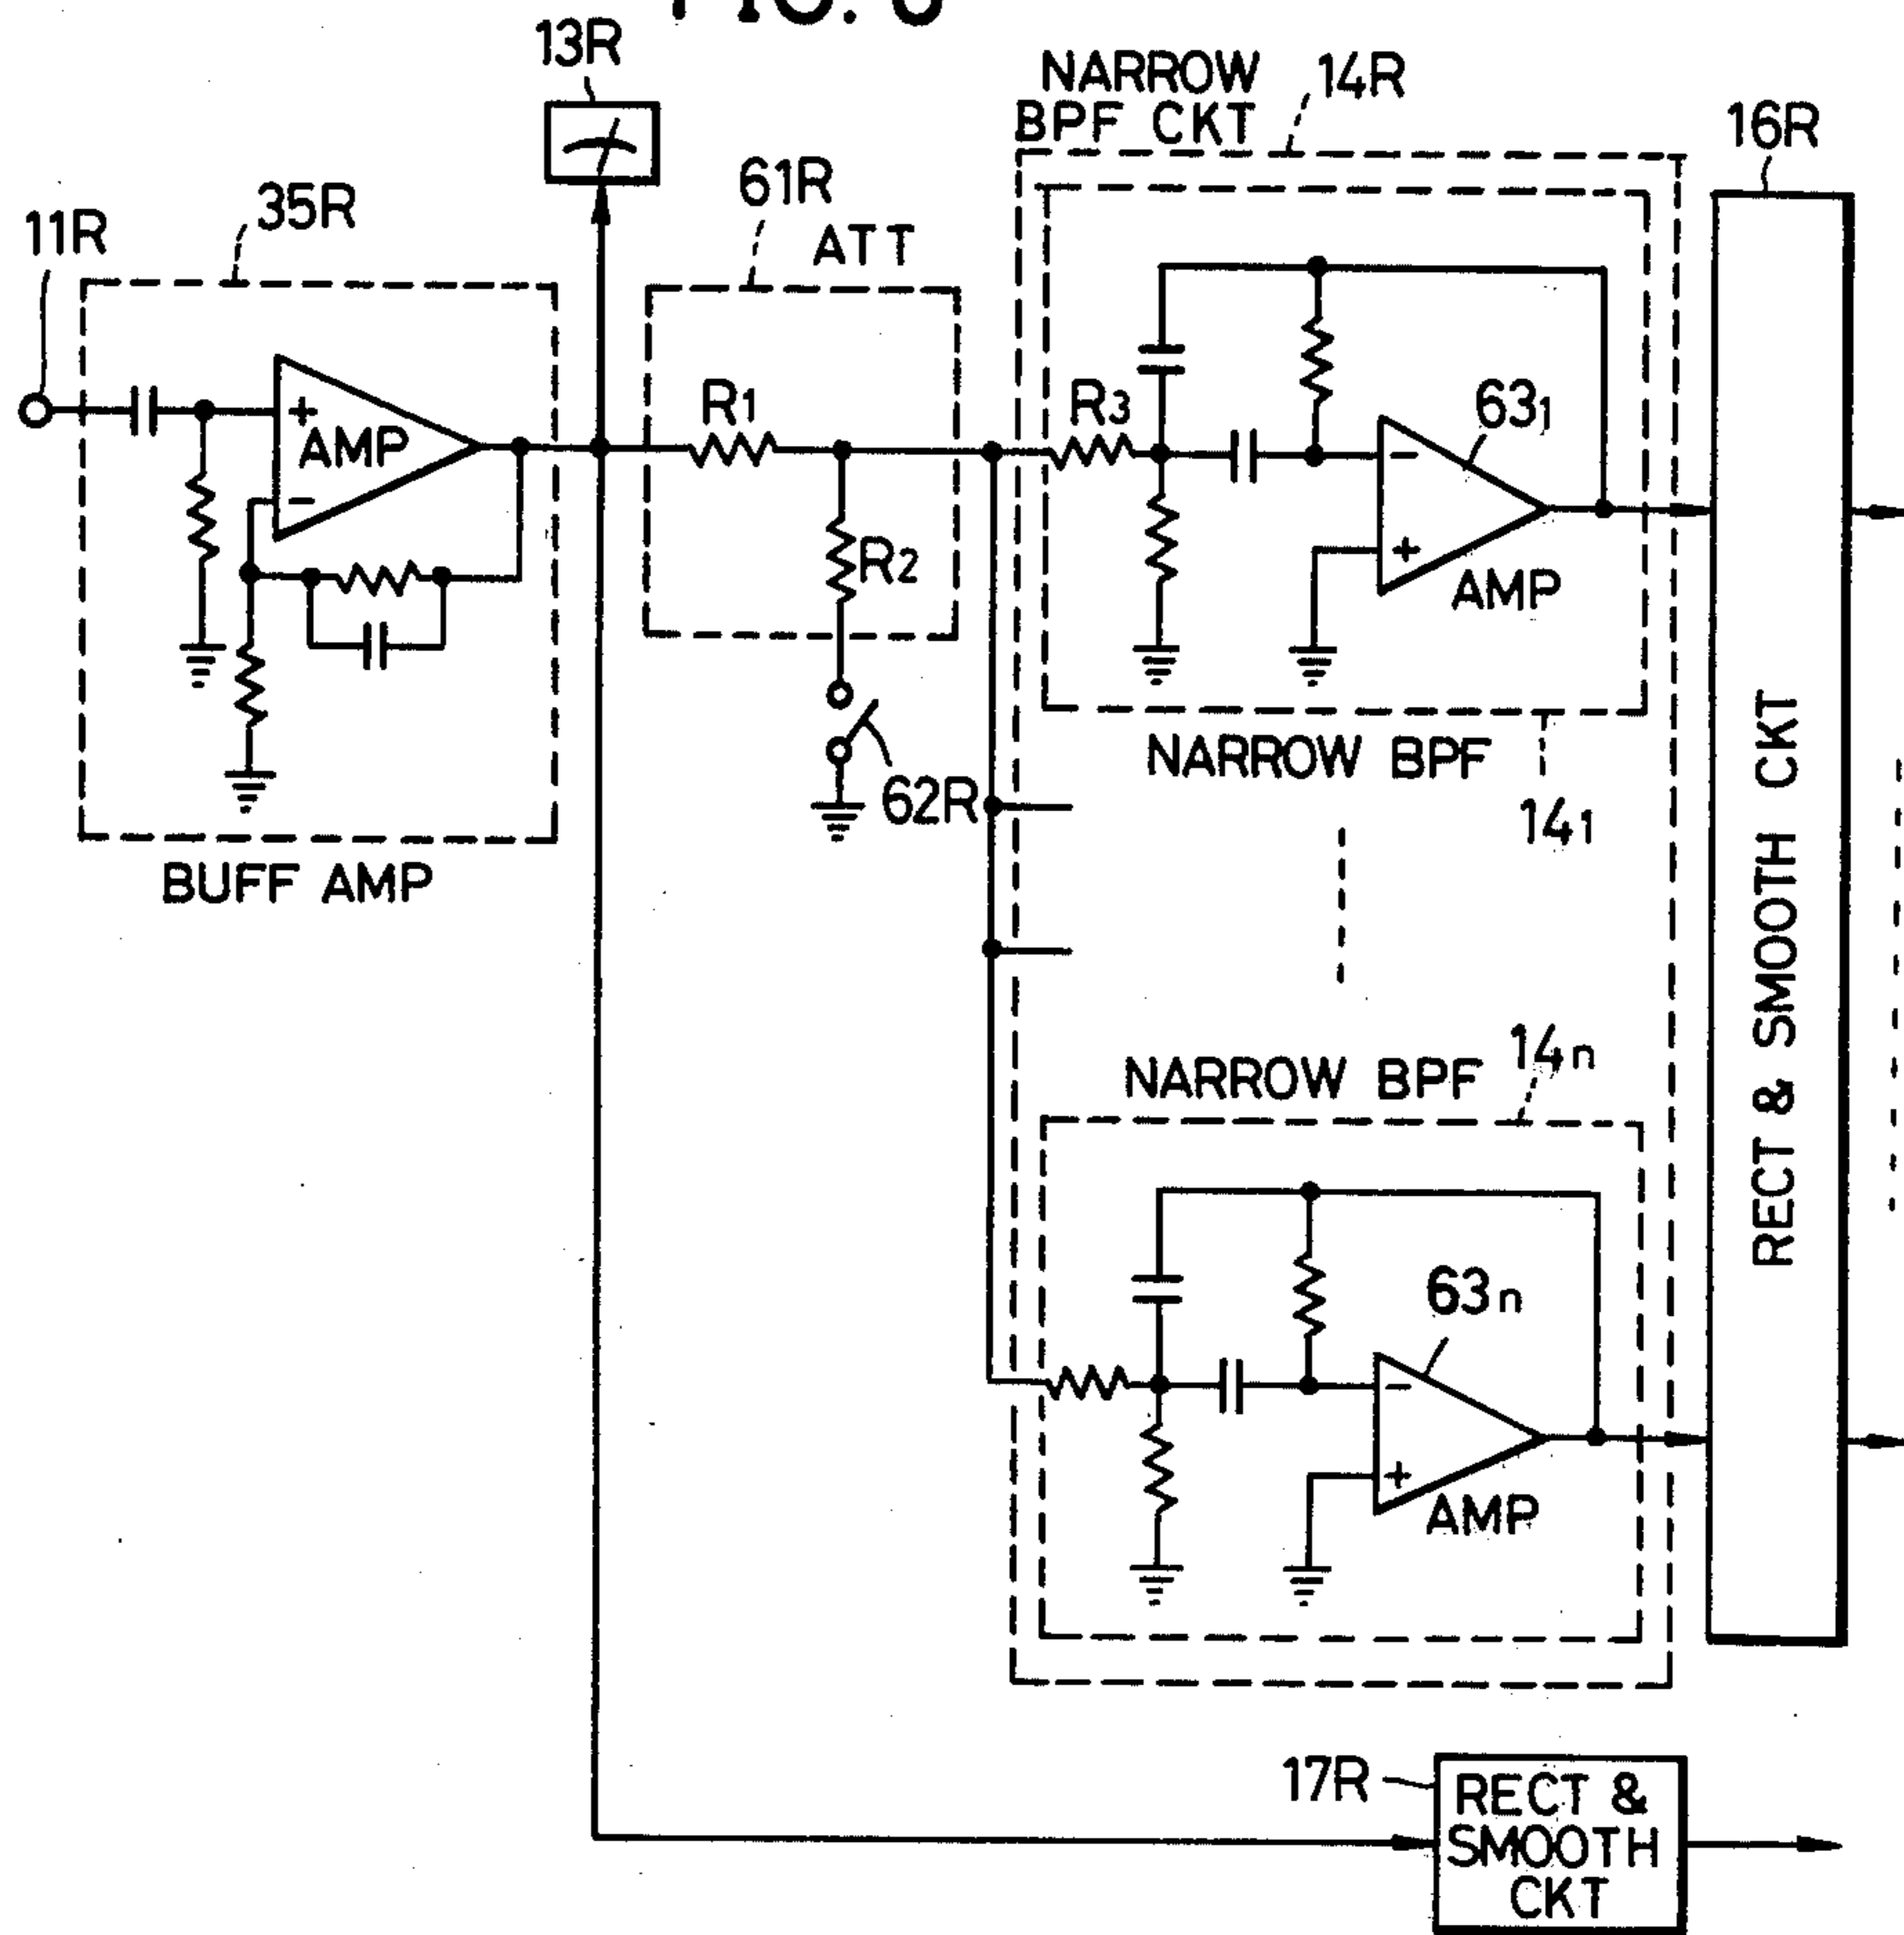 13R
NARROW
BPF CKT
14R
16R
61R
ATT
35R
11R
R1
R3
+
AMP
-
R2
-
+
631
AMP
62R
NARROW BPF
141
BUFF AMP
RECT & SMOOTH CKT
NARROW BPF
14n
63n
-
+
AMP
17R
RECT &
SMOOTH
CKT